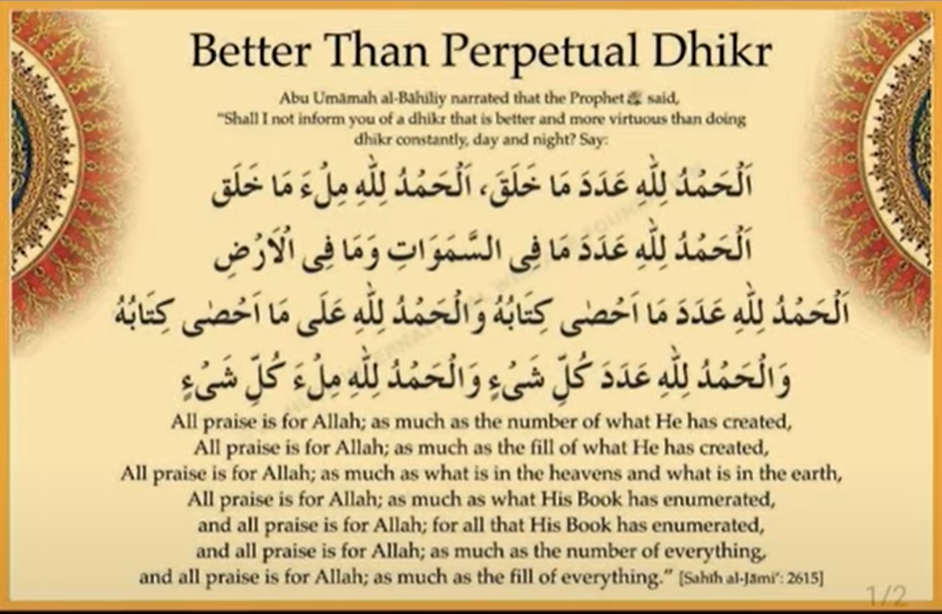 Better Than Perpetual Dhikr
Abu Umāmah al-Bāhiliy narrated that the Prophet ﷺ said,
"Shall I not inform you of a dhikr that is better and more virtuous than doing
dhikr constantly, day and night? Say:
اَلْحَمْدُ لِلّٰهِ عَدَدَ مَا خَلَقَ، اَلْحَمْدُ لِلّٰهِ مِلْءَ مَا خَلَقَ
اَلْحَمْدُ لِلّٰهِ عَدَدَ مَا فِى السَّمَوَاتِ وَمَا فِى الْاَرْضِ
اَلْحَمْدُ لِلّٰهِ عَدَدَ مَا اَحْصٰى كِتَابُهُ وَالْحَمْدُ لِلّٰهِ عَلَى مَا اَحْصٰى كِتَابُهُ
وَالْحَمْدُ لِلّٰهِ عَدَدَ كُلِّ شَىْءٍ وَالْحَمْدُ لِلّٰهِ مِلْءَ كُلِّ شَىْءٍ
All praise is for Allah; as much as the number of what He has created,
All praise is for Allah; as much as the fill of what He has created,
All praise is for Allah; as much as what is in the heavens and what is in the earth,
All praise is for Allah; as much as what His Book has enumerated,
and all praise is for Allah; for all that His Book has enumerated,
and all praise is for Allah; as much as the number of everything,
and all praise is for Allah; as much as the fill of everything." [Sahīh al-Jāmi': 2615]
1/2